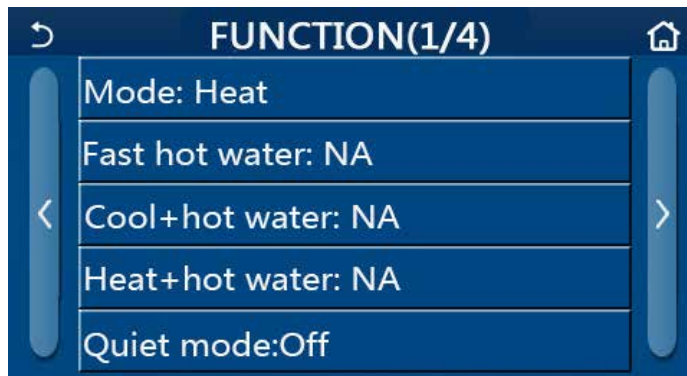 FUNCTION(1/4)
Mode: Heat
Fast hot water: NA
Cool+hot water: NA
Heat+hot water: NA
Quiet mode:Off